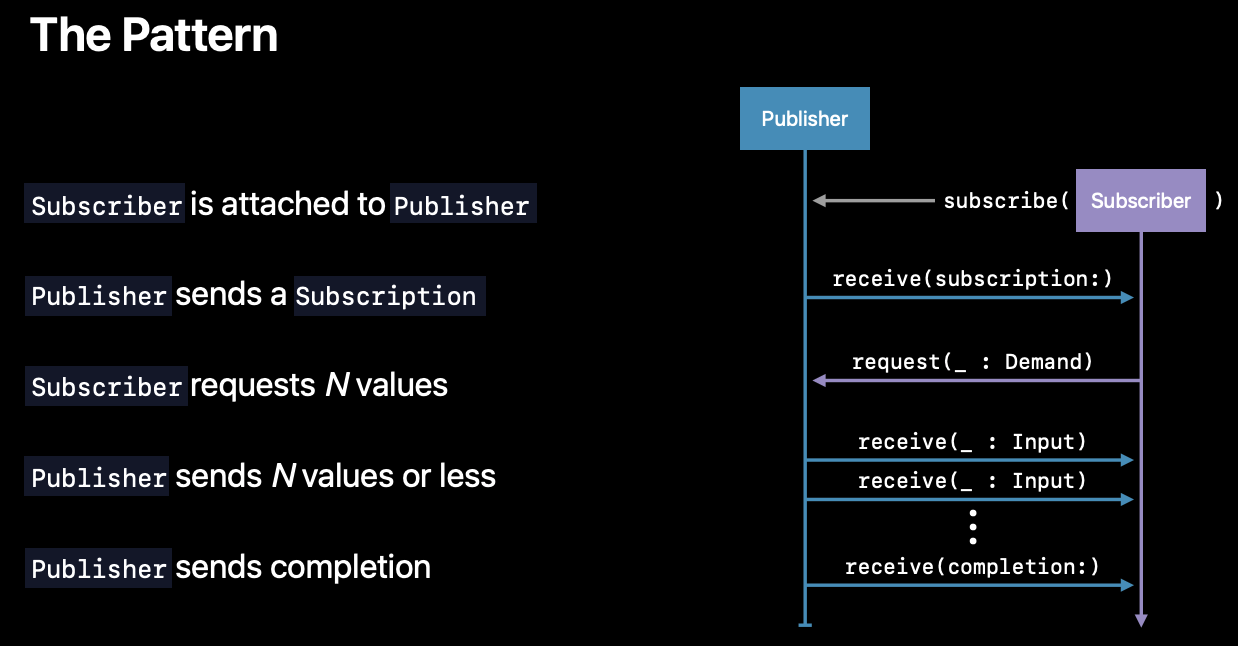 The Pattern
Publisher
Subscriber is attached to Publisher
subscribe( Subscriber )
Publisher sends a Subscription
receive(subscription:)
Subscriber requests N values
request(_ : Demand)
Publisher sends N values or less
receive(_ : Input)
receive(_ : Input)
Publisher sends completion
receive(completion:)